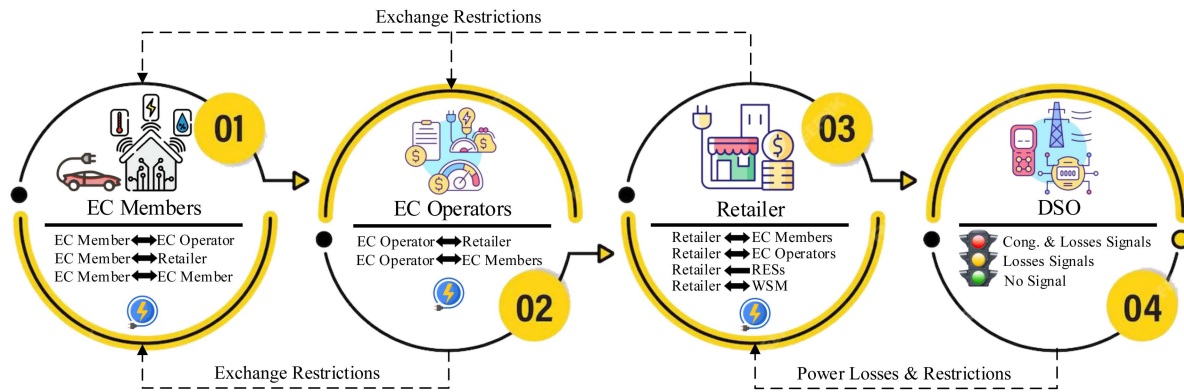 Exchange Restrictions
01
EC Members
EC Member EC Operator
EC Member Retailer
EC Member EC Member
EC Operators
EC Operator Retailer
EC Operator EC Members
02
03
Retailer
Retailer EC Members
Retailer EC Operators
Retailer RESs
Retailer WSM
DSO
Cong. & Losses Signals
Losses Signals
No Signal
04
Exchange Restrictions
Power Losses & Restrictions